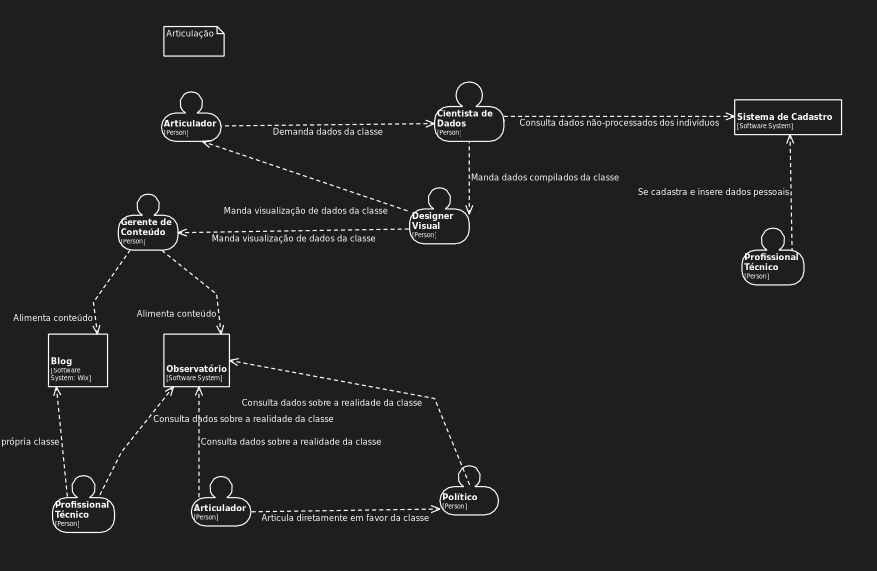 Articulação
Articulador
[Person]
Demanda dados da classe
Cientista de
Dados
[Person]
Consulta dados não-processados dos indivíduos
Sistema de Cadastro
[Software System]
Manda dados compilados da classe
Se cadastra e insere dados pessoais
Manda visualização de dados da classe
Designer
Visual
[Person]
Gerente de
Conteúdo
[Person]
Manda visualização de dados da classe
Profissional
Técnico
[Person]
Alimenta conteúdo
Alimenta conteúdo
Blog
[Software
System: Wix]
Observatório
[Software System]
Consulta dados sobre a realidade da classe
Consulta dados sobre a realidade da classe
própria classe
Consulta dados sobre a realidade da classe
Profissional
Técnico
[Person]
Articulador
[Person]
Articula diretamente em favor da classe
Político
[Person]